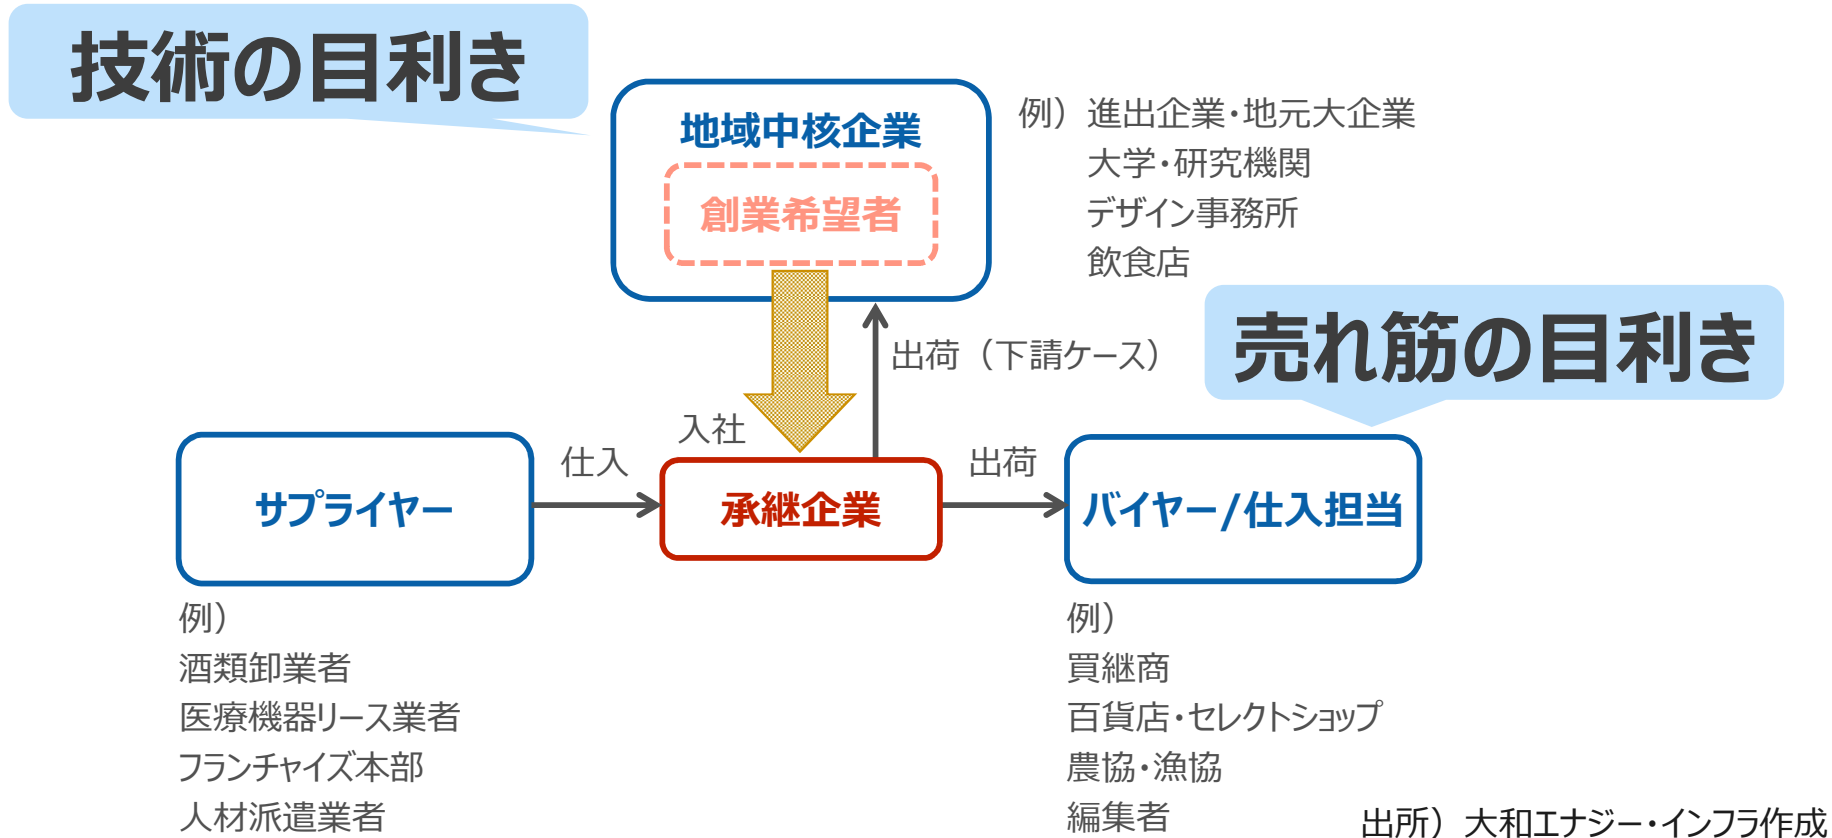 技術の目利き
地域中核企業
創業希望者
例）進出企業・地元大企業
大学・研究機関
デザイン事務所
飲食店
売れ筋の目利き
出荷（下請ケース）
入社
仕入
出荷
サプライヤー
承継企業
バイヤー/仕入担当
例）
酒類卸業者
医療機器リース業者
フランチャイズ本部
人材派遣業者
例）
買継商
百貨店・セレクトショップ
農協・漁協
編集者
出所）大和エナジー・インフラ作成